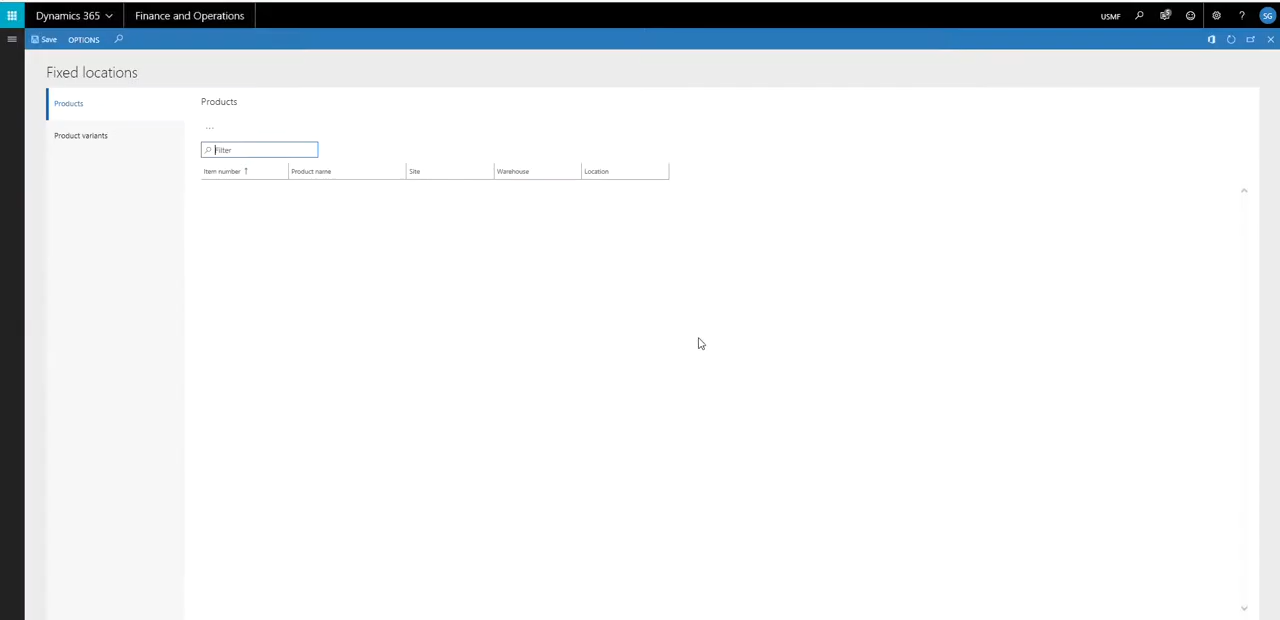 Dynamics 365
Finance and Operations
USMF
SG
Save
OPTIONS
Fixed locations
Products
Product variants
Products
...
Filter
Item number
Product name
Site
Warehouse
Location